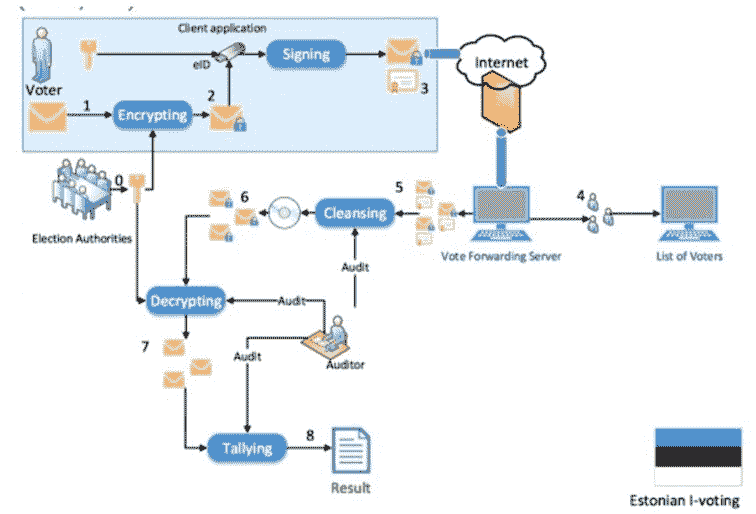 Client application
Signing
eID
Internet
Voter
1
2
3
Encrypting
0
Election Authorities
6
5
4
Cleansing
Vote Forwarding Server
List of Voters
Audit
Decrypting
Audit
7
Audit
Auditor
Tallying
8
Result
Estonian I-voting